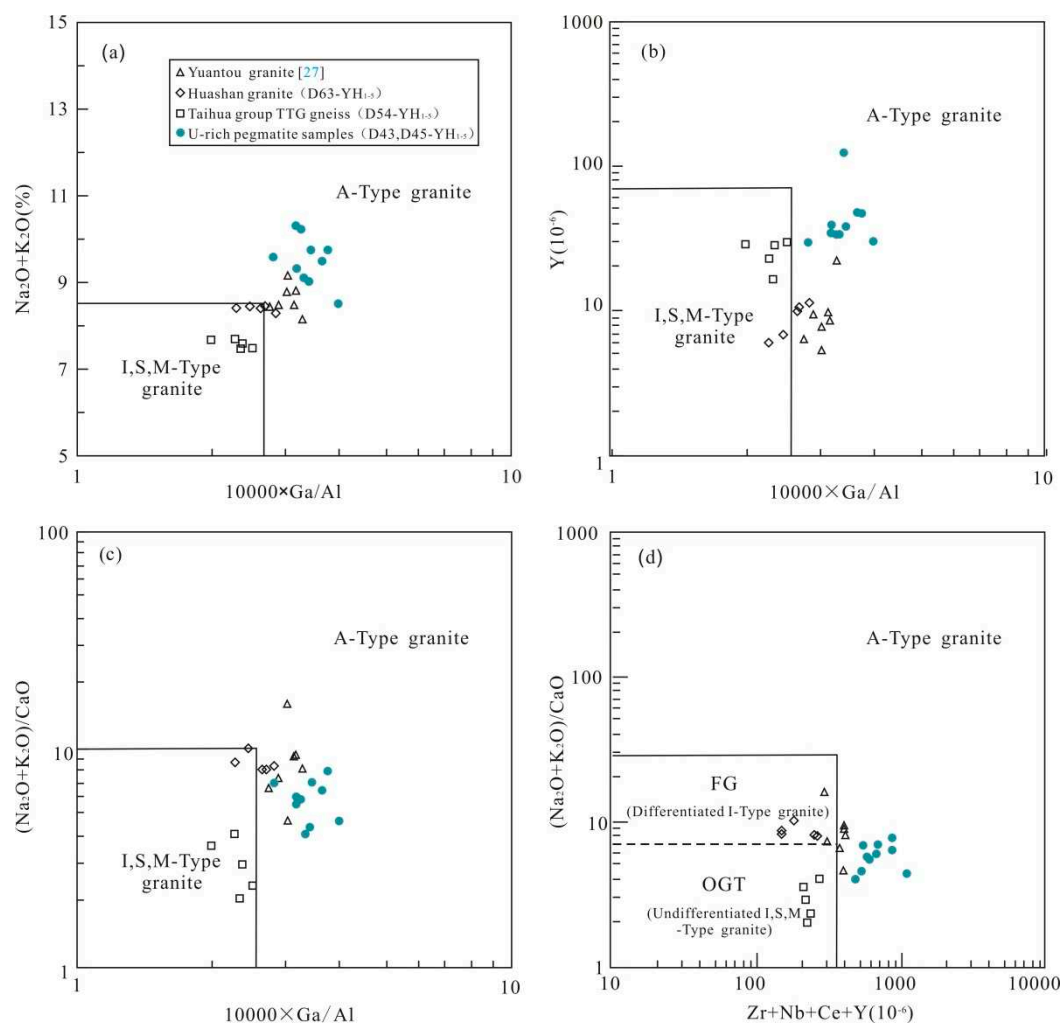 (a)
15
13
11
9
7
5
Na₂O+K₂O(%)
△ Yuantou granite [27]
◇ Huashan granite (D63-YH₁₋₅)
□ Taihua group TTG gneiss (D54-YH₁₋₅)
● U-rich pegmatite samples (D43,D45-YH₁₋₅)
A-Type granite
I,S,M-Type
granite
1
10
10000×Ga/Al
(b)
1000
100
10
1
Y(10⁻⁶)
A-Type granite
I,S,M-Type
granite
1
10
10000×Ga/Al
(c)
100
10
1
(Na₂O+K₂O)/CaO
A-Type granite
I,S,M-Type
granite
1
10
10000×Ga/Al
(d)
1000
100
10
1
(Na₂O+K₂O)/CaO
A-Type granite
FG
(Differentiated I-Type granite)
OGT
(Undifferentiated I,S,M
-Type granite)
10
100
1000
10000
Zr+Nb+Ce+Y(10⁻⁶)